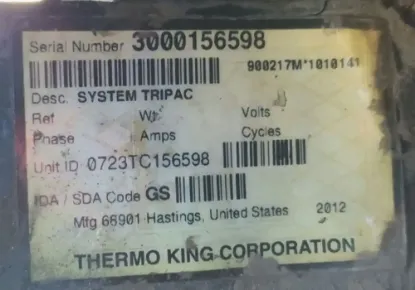 Serial Number 3000156598
900217M*1010141
Desc. SYSTEM TRIPAC
Ref Wt. Volts
Phase Amps Cycles
Unit ID 0723TC156598
IDA / SDA Code GS
Mfg 68901 Hastings, United States 2012
THERMO KING CORPORATION